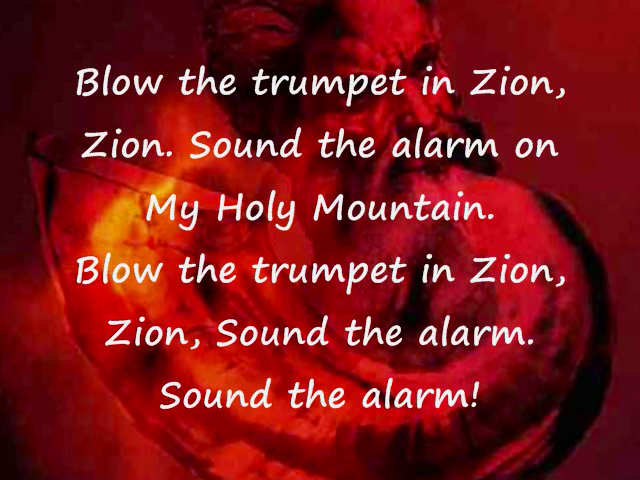 Blow the trumpet in Zion,
Zion. Sound the alarm on
My Holy Mountain.
Blow the trumpet in Zion,
Zion, Sound the alarm.
Sound the alarm!